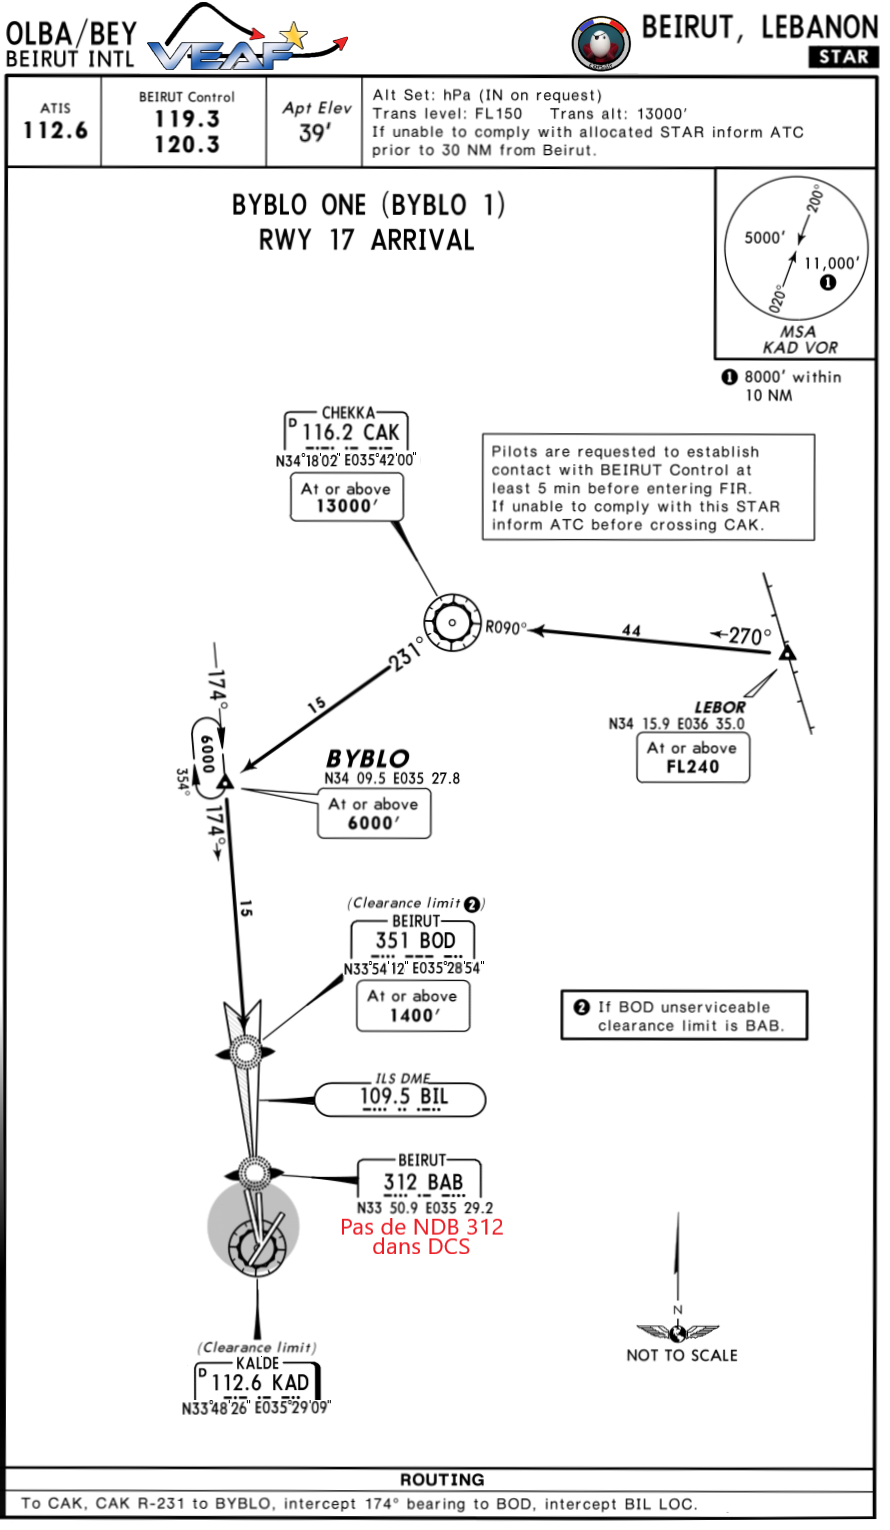 OLBA/BEY
BEIRUT INTL
VEAF
BEIRUT, LEBANON
STAR
ATIS
112.6
BEIRUT Control
119.3
120.3
Apt Elev
39'
Alt Set: hPa (IN on request)
Trans level: FL150 Trans alt: 13000'
If unable to comply with allocated STAR inform ATC
prior to 30 NM from Beirut.
BYBLO ONE (BYBLO 1)
RWY 17 ARRIVAL
200°
5000'
11,000'
1
020°
MSA
KAD VOR
1 8000' within
10 NM
CHEKKA
D 116.2 CAK
N34°18'02" E035°42'00"
At or above
13000'
Pilots are requested to establish
contact with BEIRUT Control at
least 5 min before entering FIR.
If unable to comply with this STAR
inform ATC before crossing CAK.
R090°
44
270°
231°
15
LEBOR
N34 15.9 E036 35.0
At or above
FL240
174°
6000
354°
174°
BYBLO
N34 09.5 E035 27.8
At or above
6000'
15
(Clearance limit 2)
BEIRUT
351 BOD
N33°54'12" E035°28'54"
At or above
1400'
2 If BOD unserviceable
clearance limit is BAB.
ILS DME
109.5 BIL
BEIRUT
312 BAB
N33 50.9 E035 29.2
Pas de NDB 312
dans DCS
N
NOT TO SCALE
(Clearance limit)
KALDE
D 112.6 KAD
N33°48'26" E035°29'09"
ROUTING
To CAK, CAK R-231 to BYBLO, intercept 174° bearing to BOD, intercept BIL LOC.